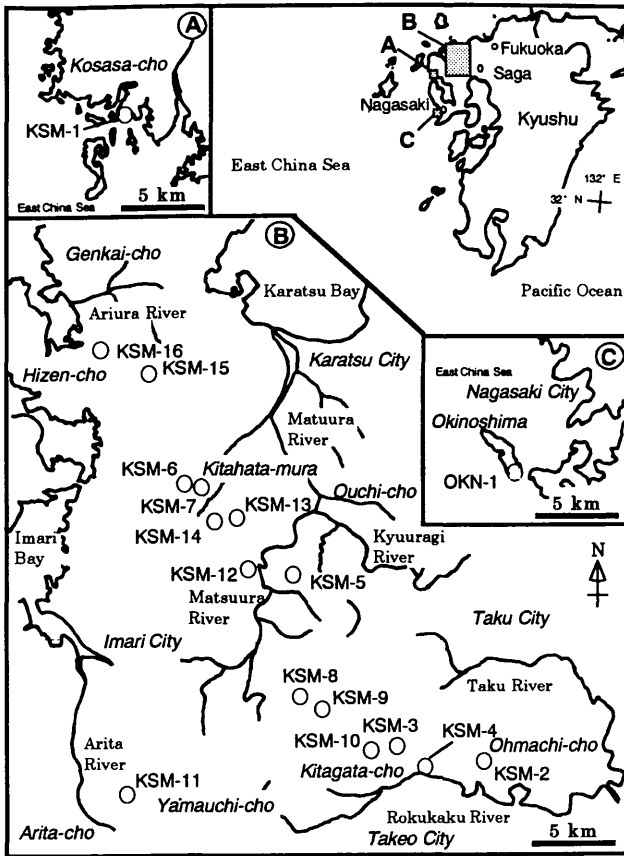 A
Kosasa-cho
KSM-1
East China Sea
5 km
B
A
Fukuoka
Saga
Nagasaki
C
Kyushu
East China Sea
132° E
32° N
Pacific Ocean
B
Genkai-cho
Ariura River
KSM-16
KSM-15
Hizen-cho
Karatsu Bay
Karatsu City
Matuura
River
KSM-6
Kitahata-mura
KSM-7
KSM-13
KSM-14
Ouchi-cho
Kyuuragi
River
Imari
Bay
KSM-12
KSM-5
Matsuura
River
N
Imari City
Taku City
KSM-8
KSM-9
Taku River
KSM-3
KSM-4
KSM-10
Ohmachi-cho
Kitagata-cho
KSM-2
Arita
River
KSM-11
Yamauchi-cho
Rokukaku River
Arita-cho
Takeo City
5 km
C
East China Sea
Nagasaki City
Okinoshima
OKN-1
5 km